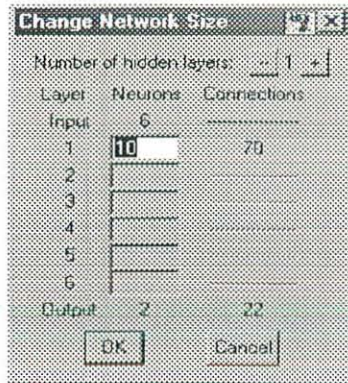 Change Network Size
Number of hidden layers: -- 1 +
Layer Neurons Connections
Input 6 ------------
1 10 70
2
3
4
5
6
Output 2 22
OK Cancel